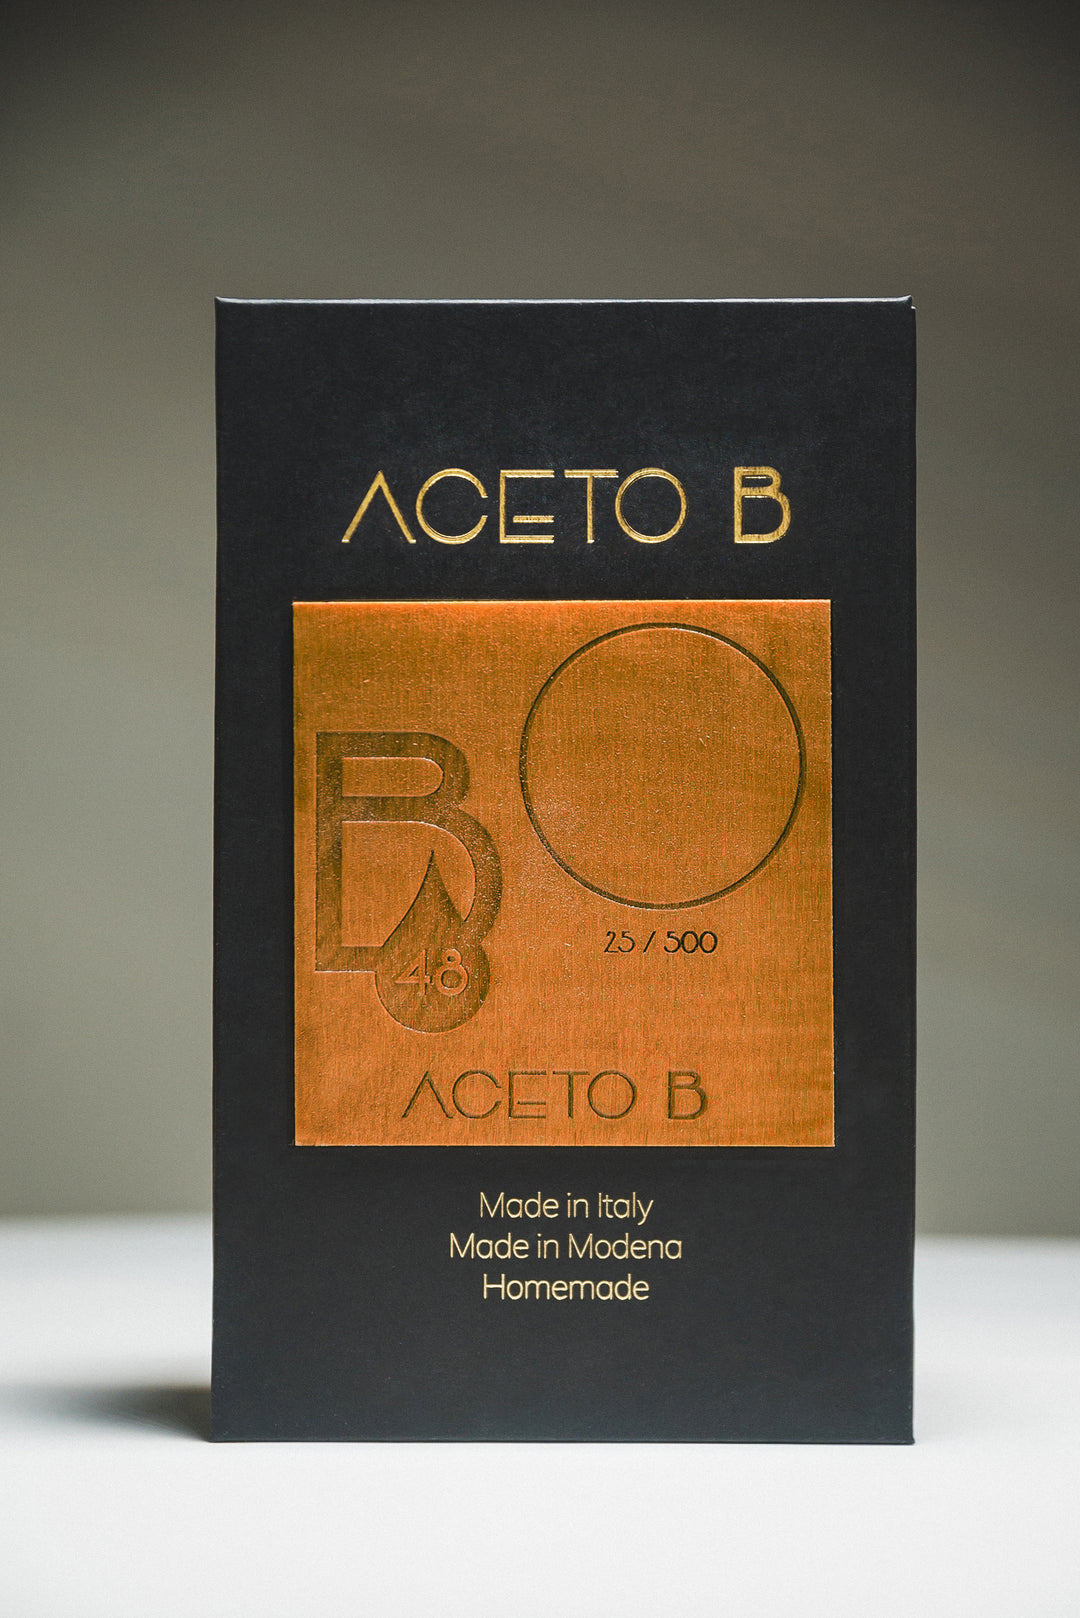 ACETO B
B
48
25 / 500
ACETO B
Made in Italy
Made in Modena
Homemade